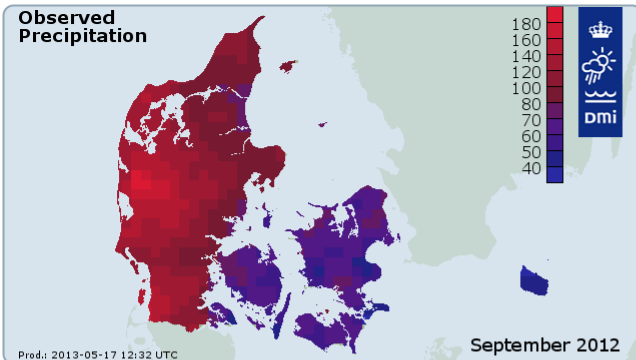 Observed
Precipitation
180
160
140
120
100
80
70
60
50
40
DMi
September 2012
Prod.: 2013-05-17 12:32 UTC